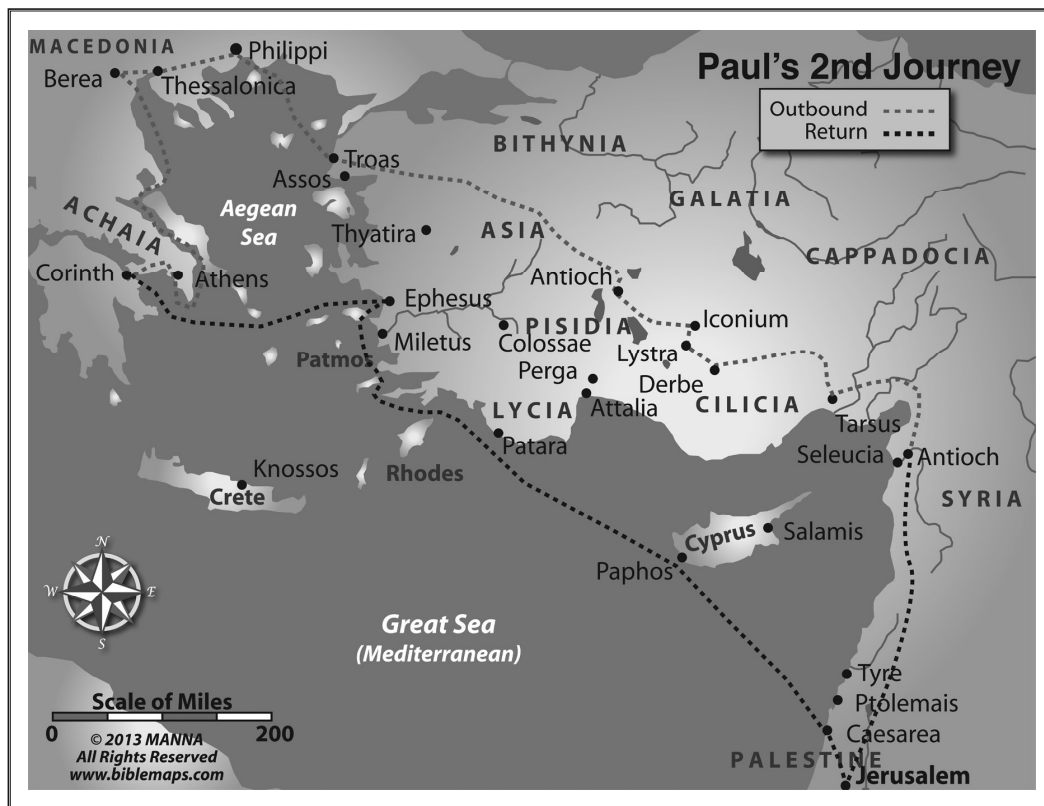 MACEDONIA
Philippi
Berea
Thessalonica
Paul's 2nd Journey
Outbound
Return
BITHYNIA
Troas
Assos
GALATIA
ACHAIA
Aegean
Sea
Thyatira
ASIA
CAPPADOCIA
Corinth
Athens
Antioch
Ephesus
PISIDIA
Iconium
Miletus
Colossae
Lystra
Patmos
Perga
Derbe
LYCIA
Attalia
CILICIA
Tarsus
Patara
Seleucia
Antioch
Rhodes
Knossos
Crete
SYRIA
Cyprus
Salamis
Paphos
N
W
E
S
Great Sea
(Mediterranean)
Tyre
Ptolemais
Scale of Miles
0
200
Caesarea
© 2013 MANNA
All Rights Reserved
www.biblemaps.com
PALESTINE
Jerusalem